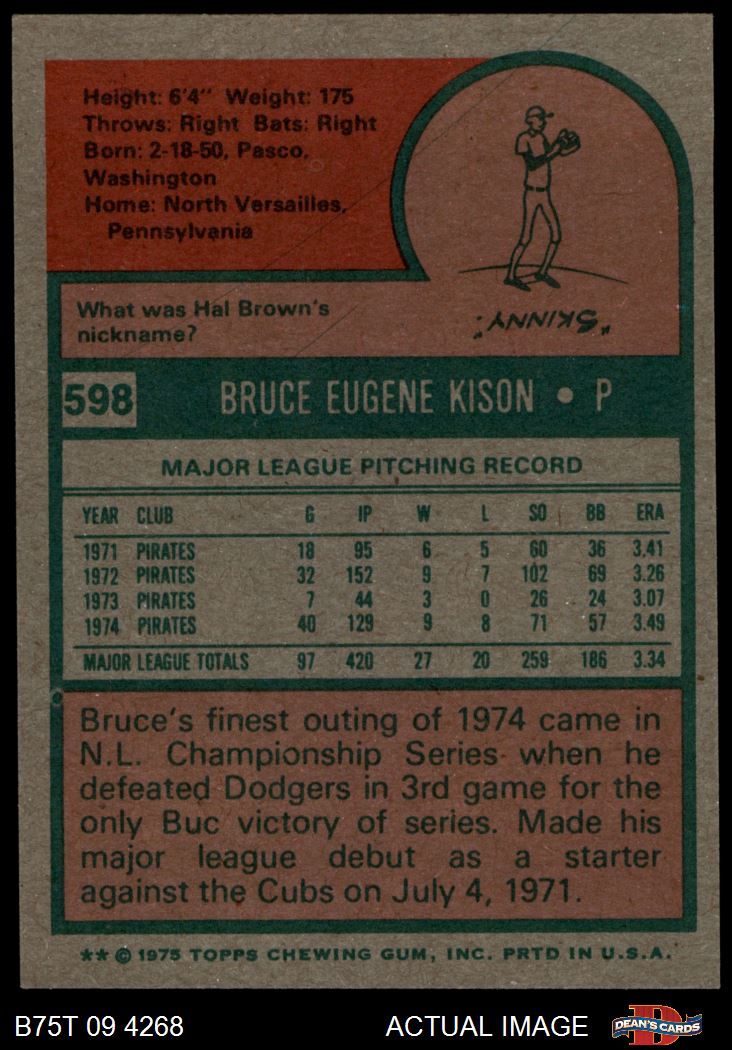 Height: 6'4" Weight: 175
Throws: Right Bats: Right
Born: 2-18-50, Pasco,
Washington
Home: North Versailles,
Pennsylvania
What was Hal Brown's
nickname?
"SKINNY."
598 BRUCE EUGENE KISON • P
MAJOR LEAGUE PITCHING RECORD
YEAR CLUB G IP W L SO BB ERA
1971 PIRATES 18 95 6 5 60 36 3.41
1972 PIRATES 32 152 9 7 102 69 3.26
1973 PIRATES 7 44 3 0 26 24 3.07
1974 PIRATES 40 129 9 8 71 57 3.49
MAJOR LEAGUE TOTALS 97 420 27 20 259 186 3.34
Bruce's finest outing of 1974 came in
N.L. Championship Series when he
defeated Dodgers in 3rd game for the
only Buc victory of series. Made his
major league debut as a starter
against the Cubs on July 4, 1971.
** © 1975 TOPPS CHEWING GUM, INC. PRTD IN U.S.A.
B75T 09 4268 ACTUAL IMAGE D DEAN'S CARDS